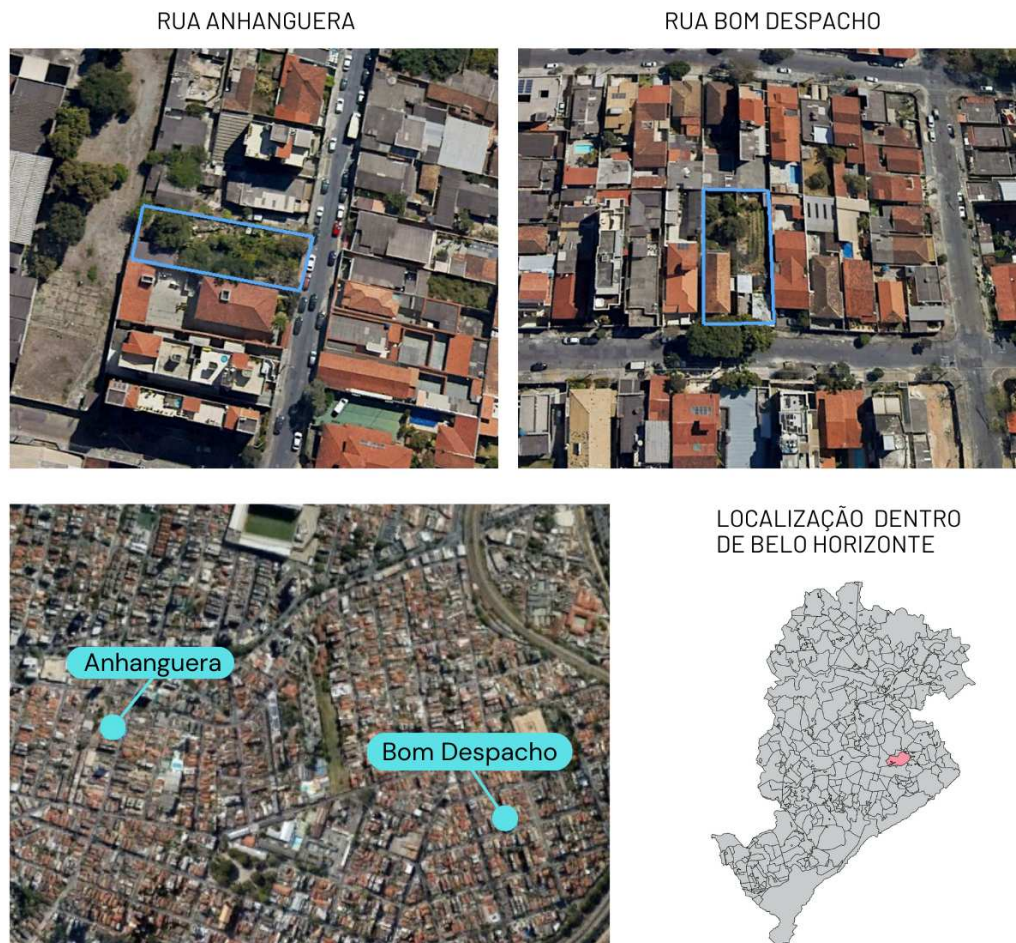 RUA ANHANGUERA
RUA BOM DESPACHO
Anhanguera
Bom Despacho
LOCALIZAÇÃO DENTRO
DE BELO HORIZONTE